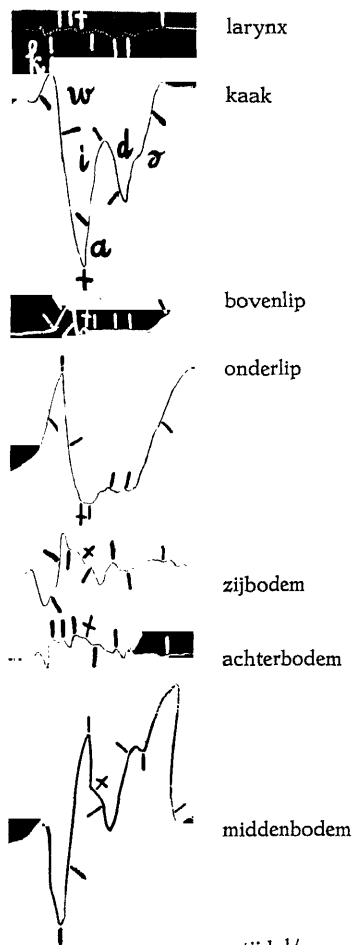 larynx
k
kaak
w
i d ə
a
bovenlip
onderlip
zijbodem
achterbodem
middenbodem